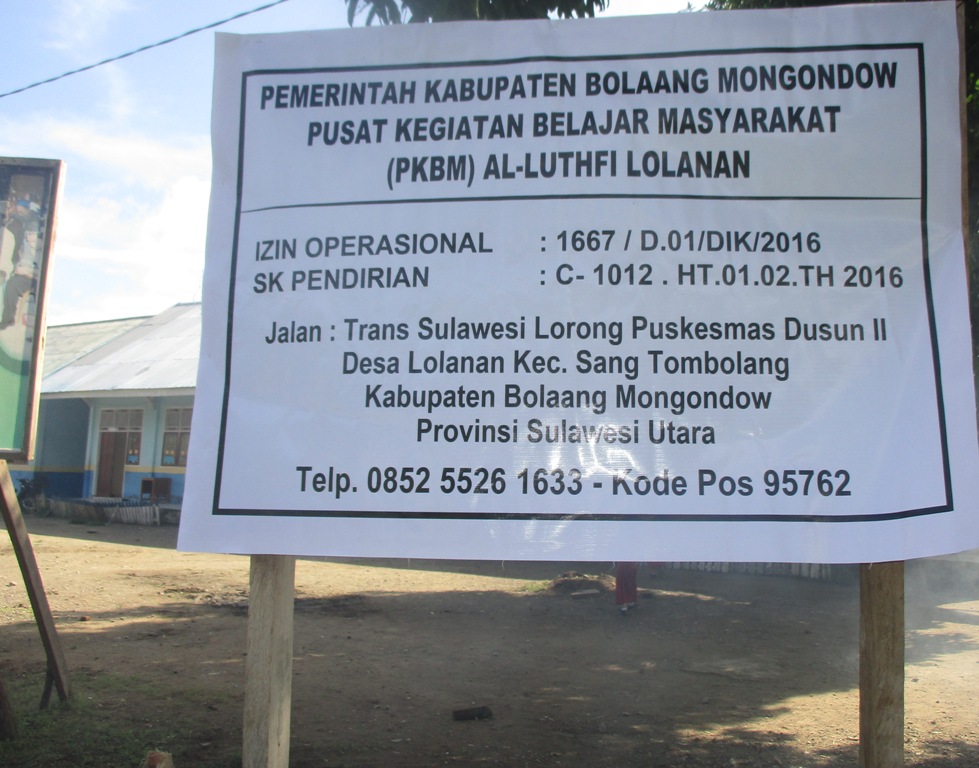 PEMERINTAH KABUPATEN BOLAANG MONGONDOW
PUSAT KEGIATAN BELAJAR MASYARAKAT
(PKBM) AL-LUTHFI LOLANAN
IZIN OPERASIONAL : 1667 / D.01/DIK/2016
SK PENDIRIAN : C- 1012 . HT.01.02.TH 2016
Jalan : Trans Sulawesi Lorong Puskesmas Dusun II
Desa Lolanan Kec. Sang Tombolang
Kabupaten Bolaang Mongondow
Provinsi Sulawesi Utara
Telp. 0852 5526 1633 - Kode Pos 95762